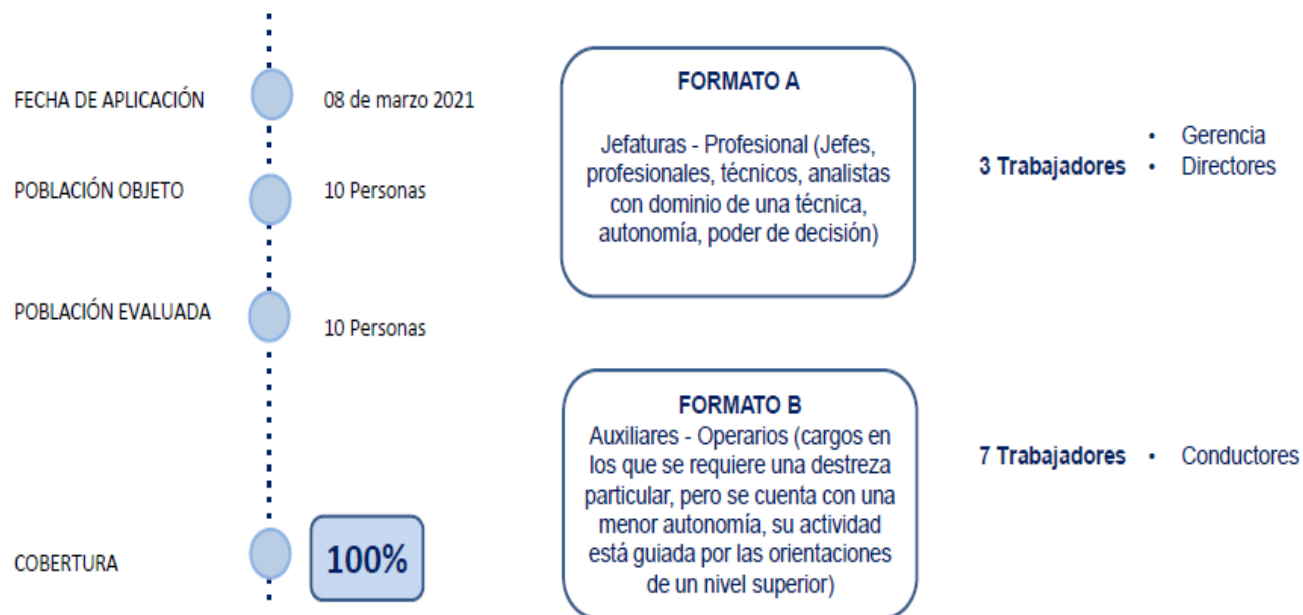 FECHA DE APLICACIÓN
08 de marzo 2021
POBLACIÓN OBJETO
10 Personas
POBLACIÓN EVALUADA
10 Personas
COBERTURA
100%
FORMATO A
Jefaturas - Profesional (Jefes,
profesionales, técnicos, analistas
con dominio de una técnica,
autonomía, poder de decisión)
3 Trabajadores
• Gerencia
• Directores
FORMATO B
Auxiliares - Operarios (cargos en
los que se requiere una destreza
particular, pero se cuenta con una
menor autonomía, su actividad
está guiada por las orientaciones
de un nivel superior)
7 Trabajadores
• Conductores